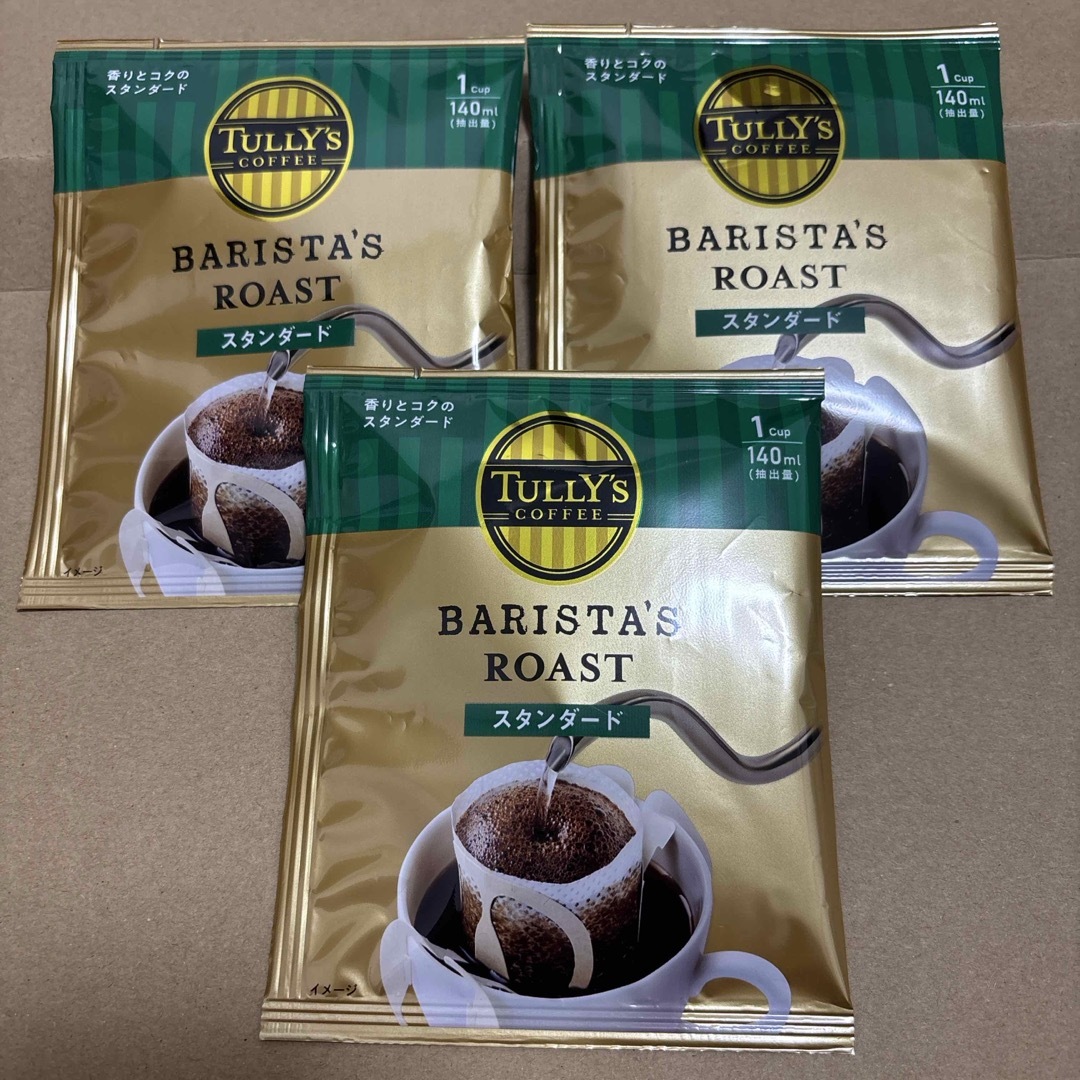 香りとコクの
スタンダード
TULLY'S
COFFEE
1 Cup
140ml
(抽出量)
BARISTA'S
ROAST
スタンダード
イメージ
香りとコクの
スタンダード
TULLY'S
COFFEE
1 Cup
140ml
(抽出量)
BARISTA'S
ROAST
スタンダード
香りとコクの
スタンダード
TULLY'S
COFFEE
1 Cup
140ml
(抽出量)
BARISTA'S
ROAST
スタンダード
イメージ